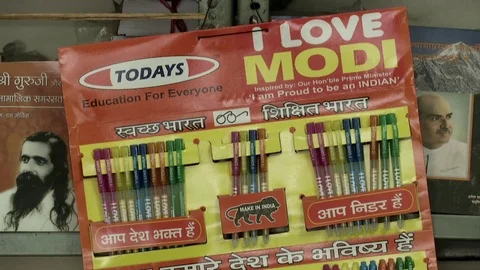 I LOVE
MODI
TODAYS
Education For Everyone
Inspired by: Our Hon'ble Prime Minister
'I am Proud to be an INDIAN'
स्वच्छ भारत शिक्षित भारत
MAKE IN INDIA
आप देश भक्त हैं
आप निडर हैं
हमारे देश के भविष्य हैं
श्री गुरुजी
सामाजिक समरसता